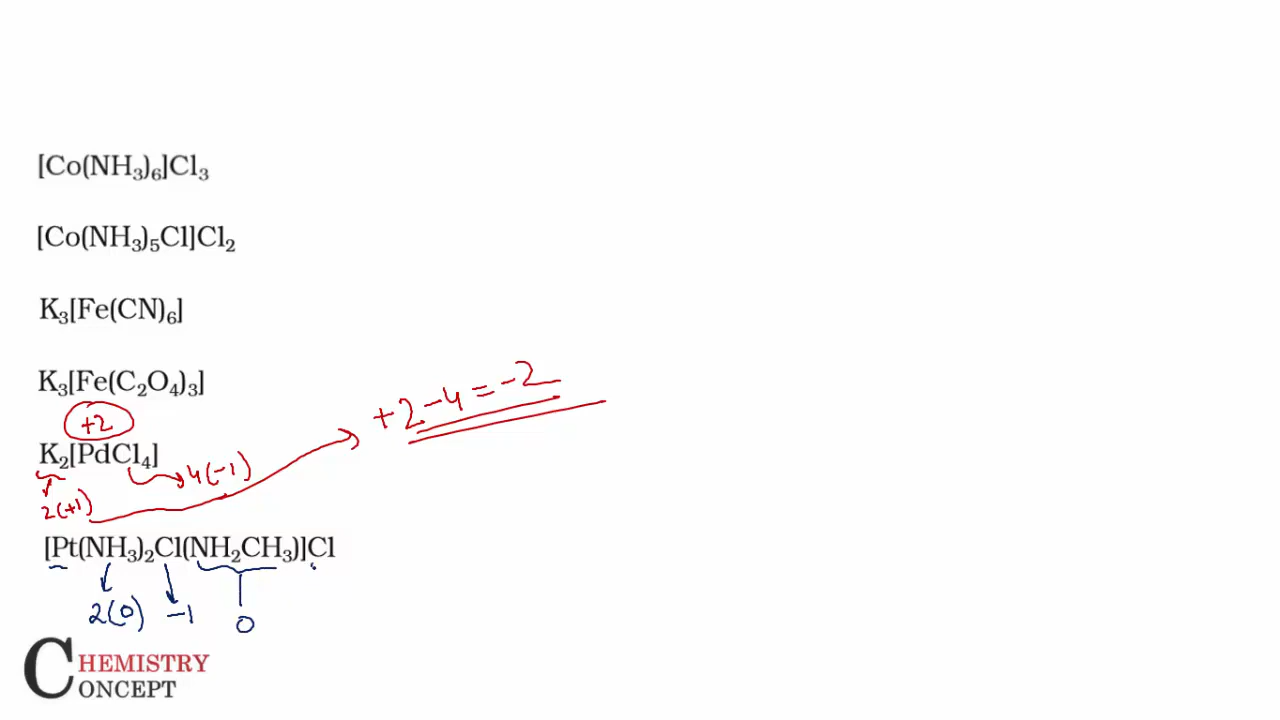 [Co(NH₃)₆]Cl₃
[Co(NH₃)₅Cl]Cl₂
K₃[Fe(CN)₆]
K₃[Fe(C₂O₄)₃]
+2-4=-2
+2
K₂[PdCl₄]
4(-1)
2(+1)
[Pt(NH₃)₂Cl(NH₂CH₃)]Cl
2(0) -1 0
CHEMISTRY
CONCEPT